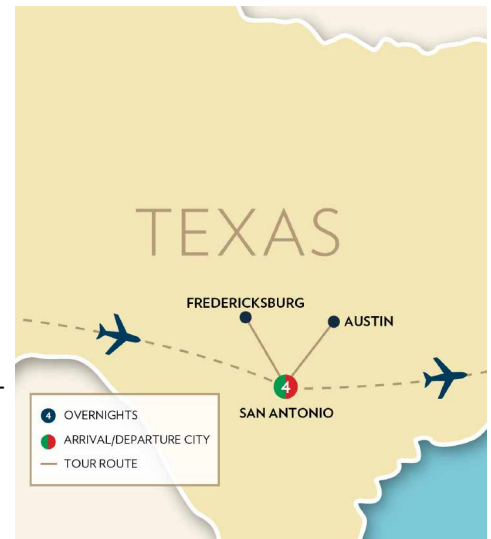 TEXAS
FREDERICKSBURG
AUSTIN
4
SAN ANTONIO
4 OVERNIGHTS
ARRIVAL/DEPARTURE CITY
TOUR ROUTE